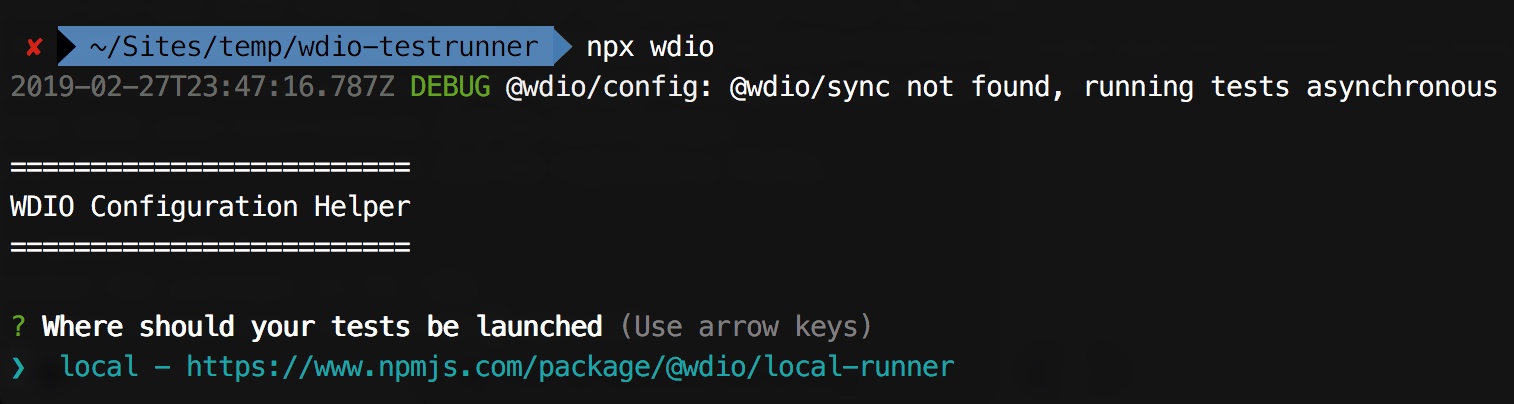 ✘ ~/Sites/temp/wdio-testrunner npx wdio
2019-02-27T23:47:16.787Z DEBUG @wdio/config: @wdio/sync not found, running tests asynchronous
=========================
WDIO Configuration Helper
=========================
? Where should your tests be launched (Use arrow keys)
❯ local - https://www.npmjs.com/package/@wdio/local-runner